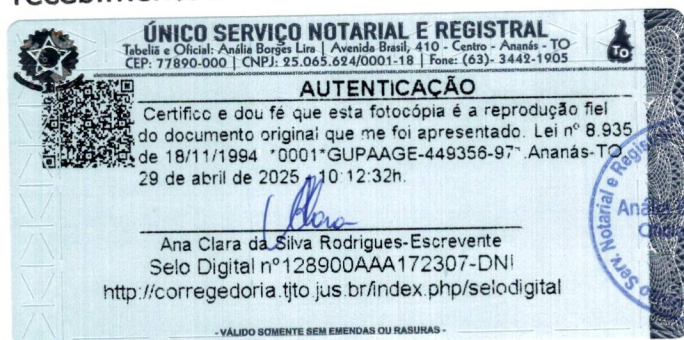 ÚNICO SERVIÇO NOTARIAL E REGISTRAL
Tabeliã e Oficial: Anália Borges Lira | Avenida Brasil, 410 - Centro - Ananás - TO
CEP: 77890-000 | CNPJ: 25.065.624/0001-18 | Fone: (63)- 3442-1905
TO
AUTENTICAÇÃO
Certifico e dou fé que esta fotocópia é a reprodução fiel
do documento original que me foi apresentado. Lei nº 8.935
de 18/11/1994 *0001*GUPAAGE-449356-97*.Ananás-TO
29 de abril de 2025 10:12:32h.
Ana Clara da Silva Rodrigues-Escrevente
Selo Digital nº128900AAA172307-DNI
http://corregedoria.tjto.jus.br/index.php/selodigital
- VÁLIDO SOMENTE SEM EMENDAS OU RASURAS -
Serv. Notarial e